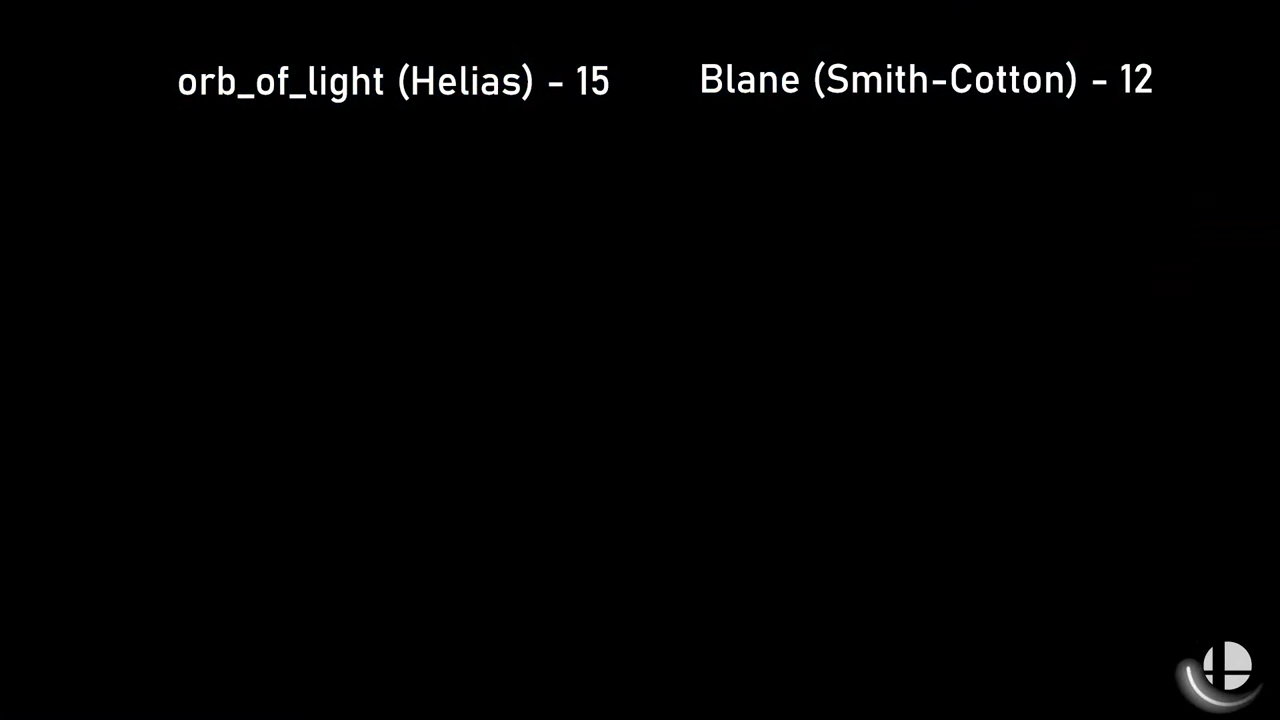 orb_of_light (Helias) - 15
Blane (Smith-Cotton) - 12